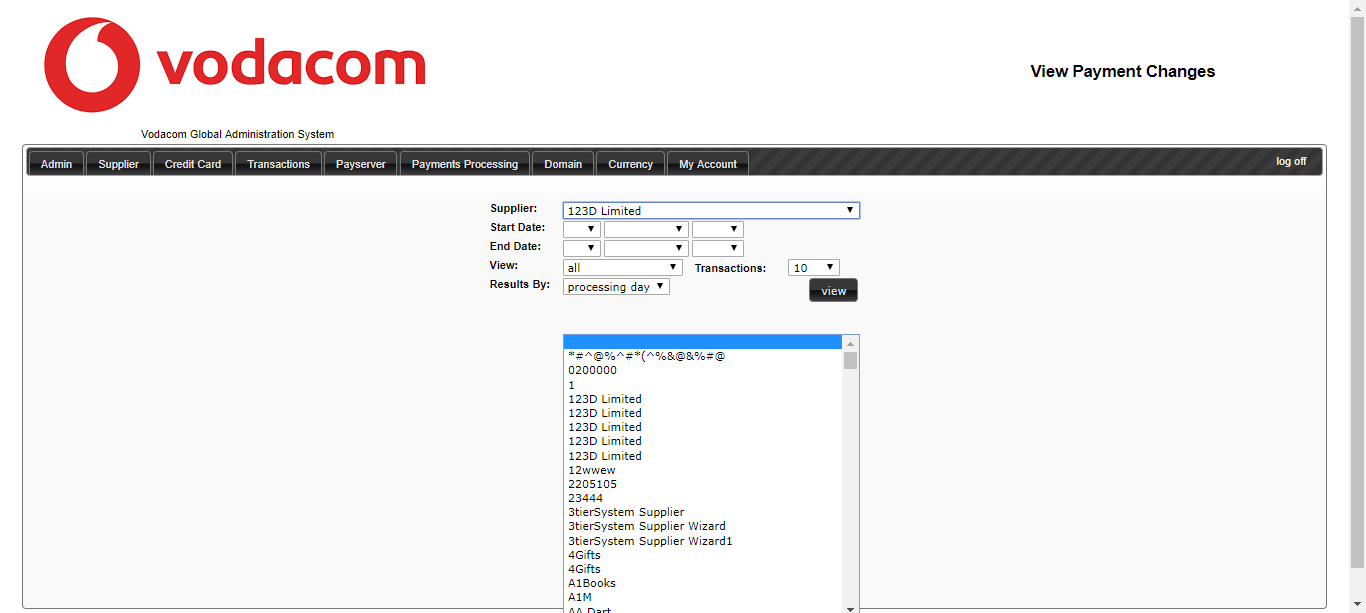 vodacom
View Payment Changes
Vodacom Global Administration System
Admin Supplier Credit Card Transactions Payserver Payments Processing Domain Currency My Account log off
Supplier: 123D Limited
Start Date:
End Date:
View: all Transactions: 10
Results By: processing day view
*#^@%^#*(^%&@&%#@
0200000
1
123D Limited
123D Limited
123D Limited
123D Limited
123D Limited
12wwew
2205105
23444
3tierSystem Supplier
3tierSystem Supplier Wizard
3tierSystem Supplier Wizard1
4Gifts
4Gifts
A1Books
A1M
AA Dart